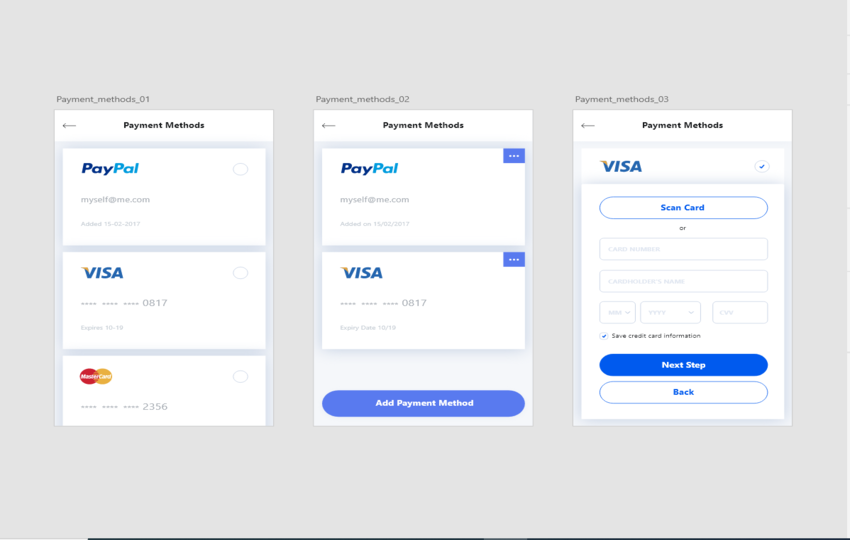 Payment_methods_01
Payment Methods
PayPal
myself@me.com
Added 15-02-2017
VISA
•••• •••• •••• 0817
Expires 10-19
MasterCard
•••• •••• •••• 2356
Payment_methods_02
Payment Methods
PayPal
myself@me.com
Added on 15/02/2017
VISA
•••• •••• •••• 0817
Expiry Date 10/19
Add Payment Method
Payment_methods_03
Payment Methods
VISA
Scan Card
or
CARD NUMBER
CARDHOLDER'S NAME
MM YYYY CVV
Save credit card information
Next Step
Back